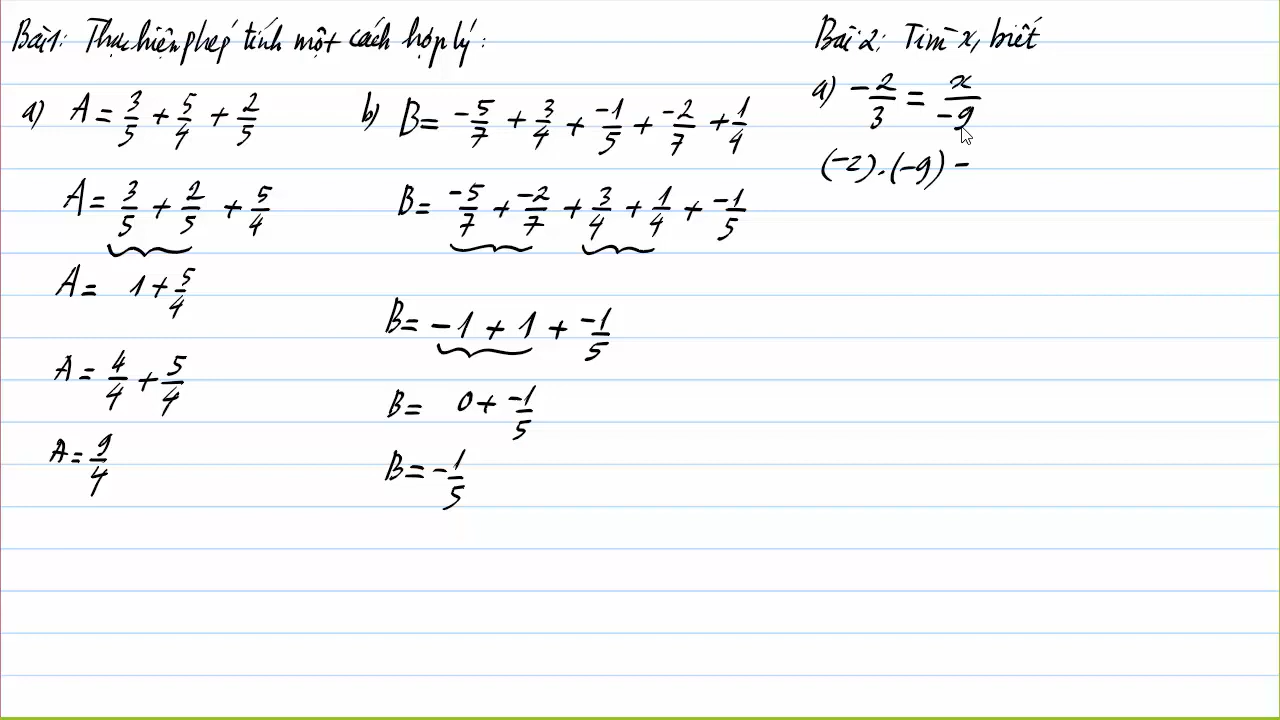 Bài 1: Thực hiện phép tính một cách hợp lý:
a) A = 3/5 + 5/4 + 2/5
A = 3/5 + 2/5 + 5/4
A = 1 + 5/4
A = 4/4 + 5/4
A = 9/4
b) B = -5/7 + 3/4 + -1/5 + -2/7 + 1/4
B = -5/7 + -2/7 + 3/4 + 1/4 + -1/5
B = -1 + 1 + -1/5
B = 0 + -1/5
B = -1/5
Bài 2: Tìm x, biết
a) -2/3 = x/-9
(-2).(-9) =